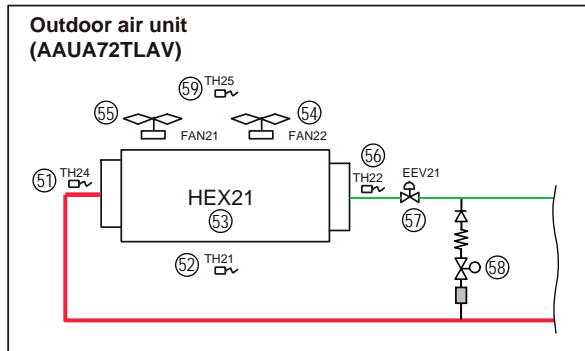 Outdoor air unit
(AAUA72TLAV)
59 TH25
55 54
FAN21 FAN22
56
51 TH24 TH22 EEV21
HEX21
53 57
52 TH21 58